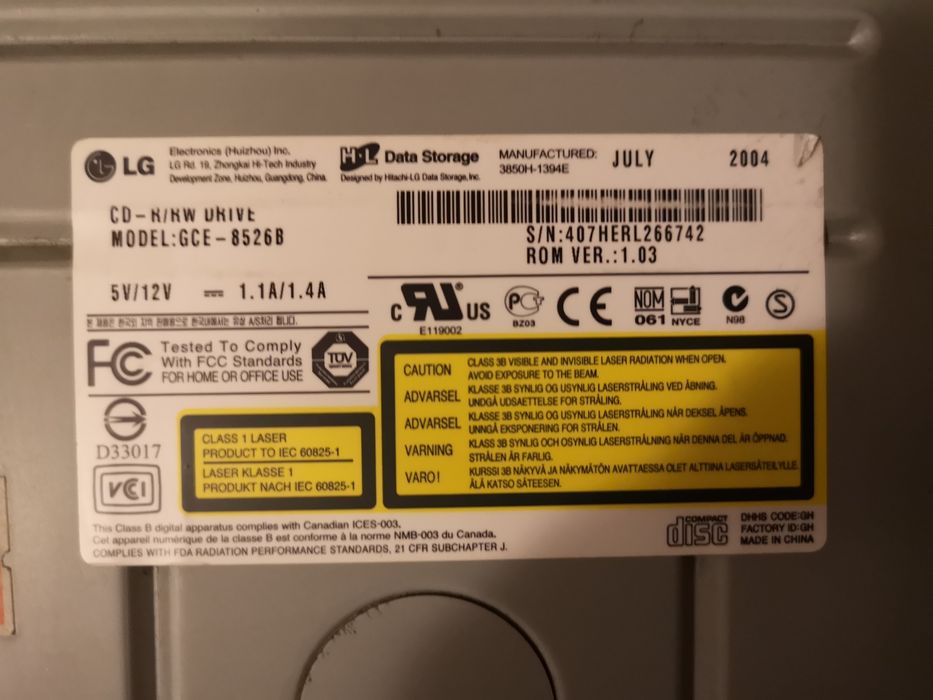 LG Electronics (Huizhou) Inc.
LG Rd. 19, Zhongkai Hi-Tech Industry
Development Zone, Huizhou, Guangdong, China.
H·L Data Storage
Designed by Hitachi-LG Data Storage, Inc.
MANUFACTURED: JULY 2004
3850H-1394E
CD-R/RW DRIVE
MODEL:GCE-8526B
S/N:407HERL266742
ROM VER.:1.03
5V/12V 1.1A/1.4A
C RU ® US
E119002
PCT
BZ03
CE
NOM
061 NYCE
N98
S
FC Tested To Comply
With FCC Standards
FOR HOME OR OFFICE USE
TÜV
D33017
VCI
CLASS 1 LASER
PRODUCT TO IEC 60825-1
LASER KLASSE 1
PRODUKT NACH IEC 60825-1
CAUTION CLASS 3B VISIBLE AND INVISIBLE LASER RADIATION WHEN OPEN.
AVOID EXPOSURE TO THE BEAM.
ADVARSEL KLASSE 3B SYNLIG OG USYNLIG LASERSTRÅLING VED ÅBNING.
UNDGÅ UDSAETTELSE FOR STRÅLING.
ADVARSEL KLASSE 3B SYNLIG OG USYNLIG LASERSTRÅLING NÅR DEKSEL ÅPENS.
UNNGÅ EKSPONERING FOR STRÅLEN.
VARNING KLASS 3B SYNLIG OCH OSYNLIG LASERSTRÅLNING NÄR DENNA DEL ÄR ÖPPNAD.
STRÅLEN ÄR FARLIG.
VARO! KURSSI 3B NÄKYVÄ JA NÄKYMÄTÖN AVATTAESSA OLET ALTTIINA LASERSÄTEILYLLE.
ÄLÄ KATSO SÄTEESEN.
This Class B digital apparatus complies with Canadian ICES-003.
Cet appareil numérique de la classe B est conforme à la norme NMB-003 du Canada.
COMPLIES WITH FDA RADIATION PERFORMANCE STANDARDS, 21 CFR SUBCHAPTER J.
COMPACT
disc
DHHS CODE:GH
FACTORY ID:GH
MADE IN CHINA